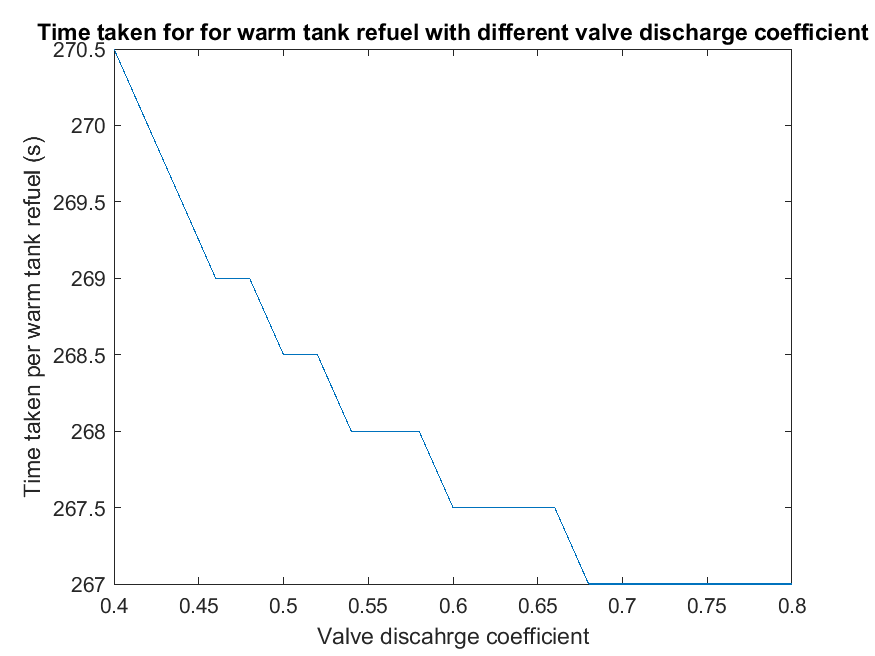 Time taken for for warm tank refuel with different valve discharge coefficient
270.5
270
269.5
269
268.5
268
267.5
267
Time taken per warm tank refuel (s)
0.4 0.45 0.5 0.55 0.6 0.65 0.7 0.75 0.8
Valve discahrge coefficient